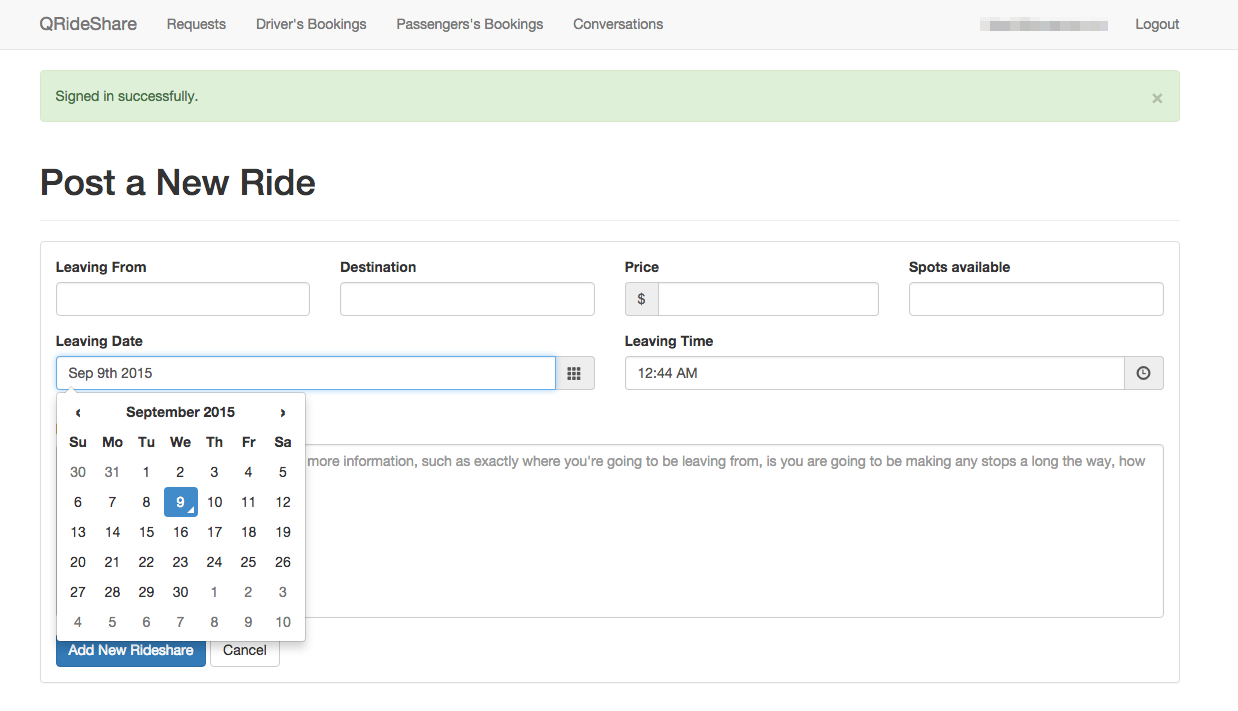 QRideShare Requests Driver's Bookings Passengers's Bookings Conversations Logout
Signed in successfully. ×
Post a New Ride
Leaving From Destination Price Spots available
$
Leaving Date Leaving Time
Sep 9th 2015 12:44 AM
‹ September 2015 ›
Su Mo Tu We Th Fr Sa
more information, such as exactly where you're going to be leaving from, is you are going to be making any stops a long the way, how
30 31 1 2 3 4 5
6 7 8 9 10 11 12
13 14 15 16 17 18 19
20 21 22 23 24 25 26
27 28 29 30 1 2 3
4 5 6 7 8 9 10
Add New Rideshare Cancel